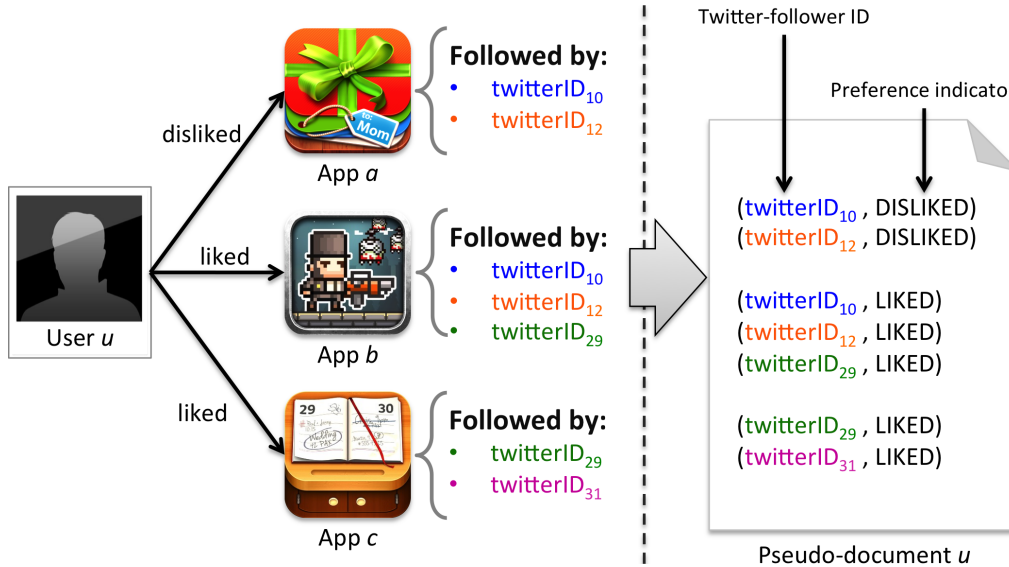 disliked
liked
liked
User u
to:
Mom
App a
Followed by:
• twitterID10
• twitterID12
App b
Followed by:
• twitterID10
• twitterID12
• twitterID29
29
30
Wedding
App c
Followed by:
• twitterID29
• twitterID31
Twitter-follower ID
Preference indicato
(twitterID10 , DISLIKED)
(twitterID12 , DISLIKED)
(twitterID10 , LIKED)
(twitterID12 , LIKED)
(twitterID29 , LIKED)
(twitterID29 , LIKED)
(twitterID31 , LIKED)
Pseudo-document u